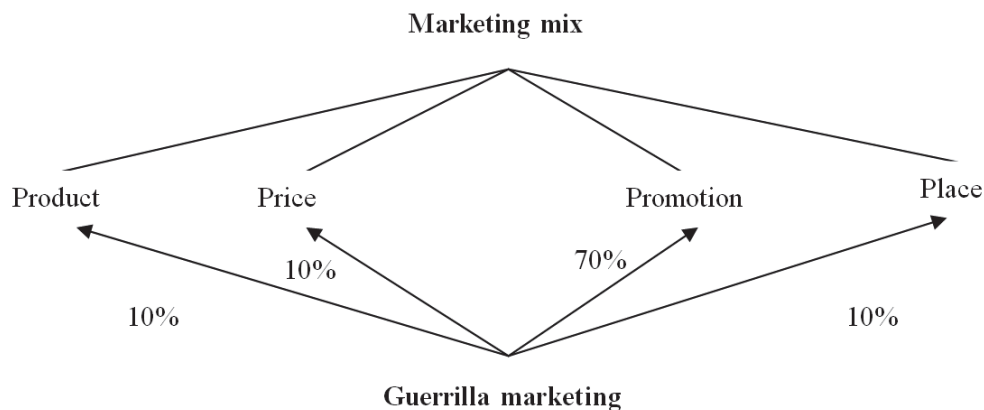 Marketing mix
Product Price Promotion Place
10% 70%
10% 10%
Guerrilla marketing